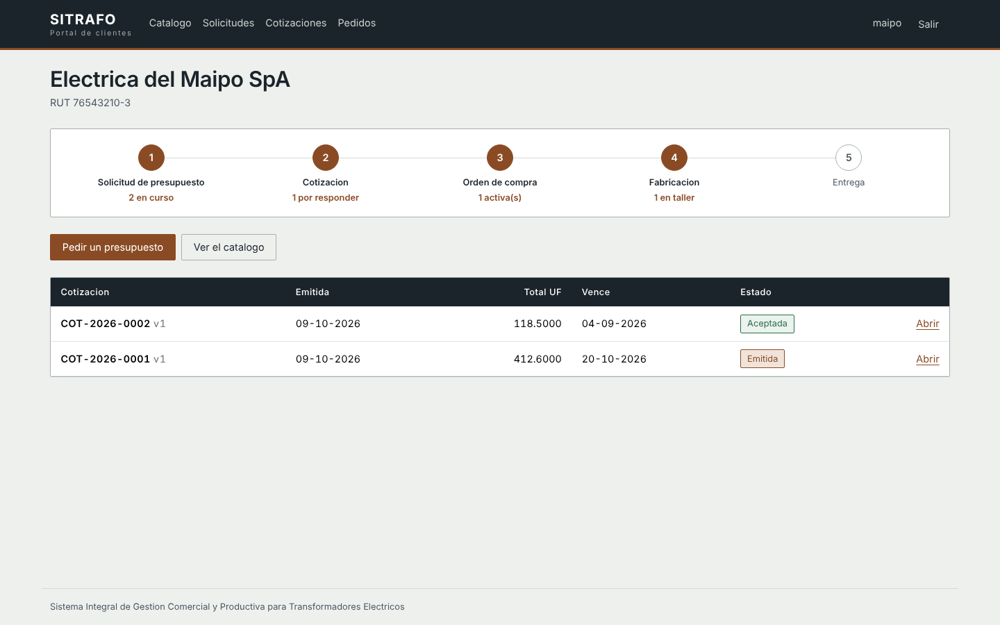 SITRAFO
Portal de clientes
Catalogo Solicitudes Cotizaciones Pedidos
maipo Salir
Electrica del Maipo SpA
RUT 76543210-3
1 2 3 4 5
Solicitud de presupuesto Cotizacion Orden de compra Fabricacion Entrega
2 en curso 1 por responder 1 activa(s) 1 en taller
Pedir un presupuesto Ver el catalogo
Cotizacion Emitida Total UF Vence Estado
COT-2026-0002 v1 09-10-2026 118.5000 04-09-2026 Aceptada Abrir
COT-2026-0001 v1 09-10-2026 412.6000 20-10-2026 Emitida Abrir
Sistema Integral de Gestion Comercial y Productiva para Transformadores Electricos